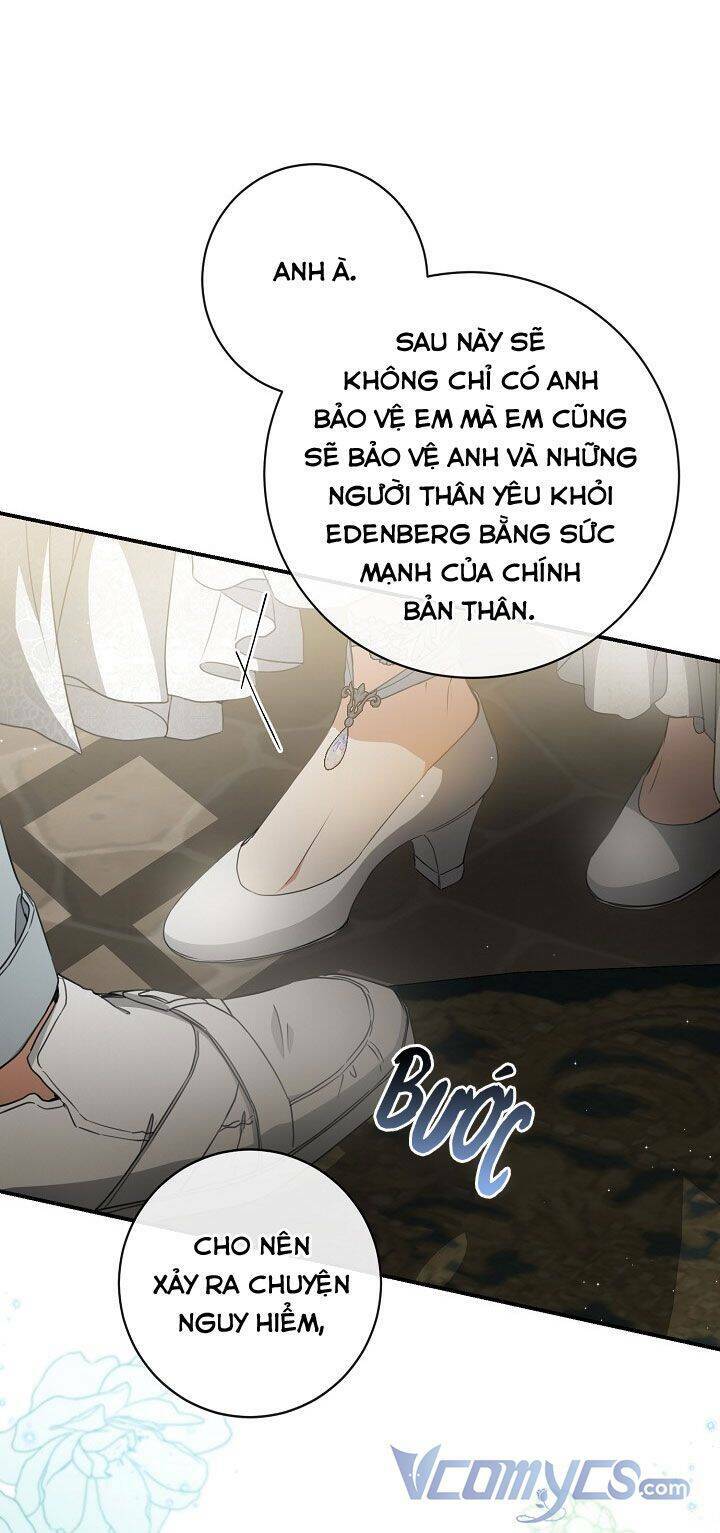 ANH À.
SAU NÀY SẼ
KHÔNG CHỈ CÓ ANH
BẢO VỆ EM MÀ EM CŨNG
SẼ BẢO VỆ ANH VÀ NHỮNG
NGƯỜI THÂN YÊU KHỎI
EDENBERG BẰNG SỨC
MẠNH CỦA CHÍNH
BẢN THÂN.
BƯỚC
CHO NÊN
XẢY RA CHUYỆN
NGUY HIỂM,
VCOMYCS.com